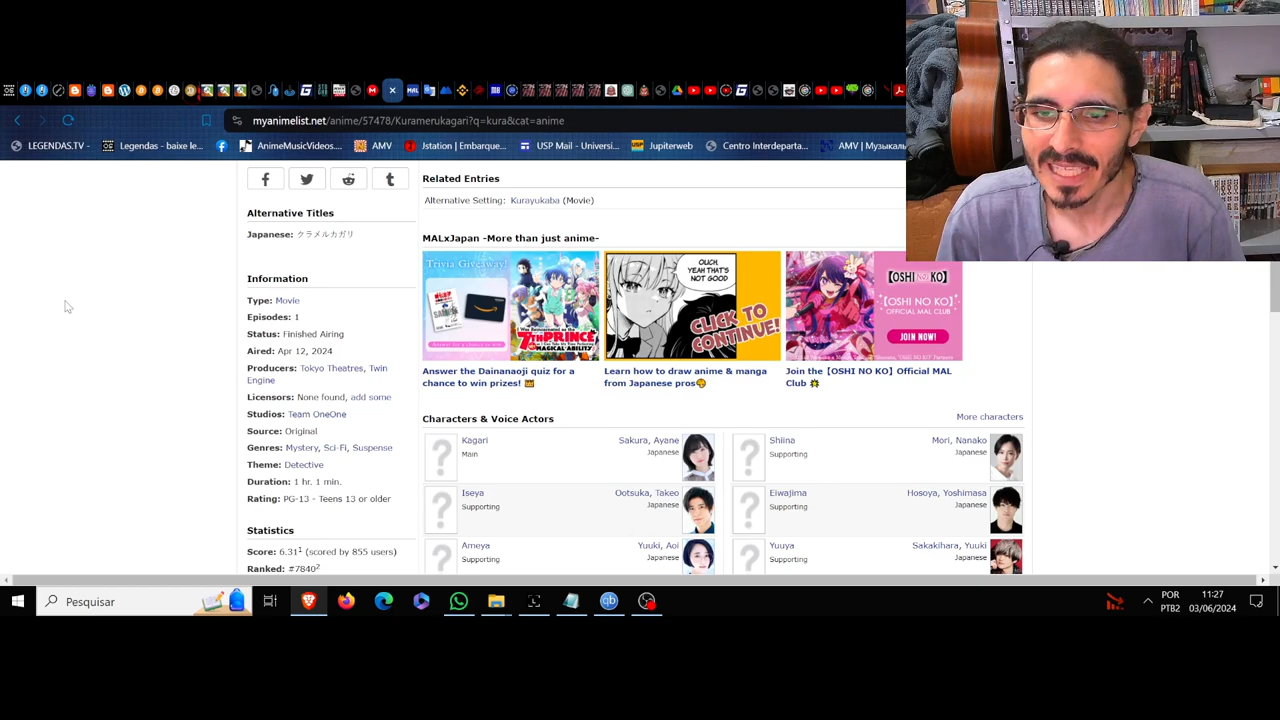 myanimelist.net/anime/57478/Kuramerukagari?q=kura&cat=anime
LEGENDAS.TV -
Legendas - baixe le...
AnimeMusicVideos....
AMV
Jstation | Embarque...
USP Mail - Universi...
Jupiterweb
Centro Interdeparta...
AMV | Музыкаль
Alternative Titles
Japanese: クラメルカガリ
Information
Type: Movie
Episodes: 1
Status: Finished Airing
Aired: Apr 12, 2024
Producers: Tokyo Theatres, Twin
Engine
Licensors: None found, add some
Studios: Team OneOne
Source: Original
Genres: Mystery, Sci-Fi, Suspense
Theme: Detective
Duration: 1 hr. 1 min.
Rating: PG-13 - Teens 13 or older
Statistics
Score: 6.31¹ (scored by 855 users)
Ranked: #7840²
Related Entries
Alternative Setting: Kurayukaba (Movie)
MALxJapan -More than just anime-
Trivia Giveaway!
7TH PRINCE
OUCH,
YEAH THAT'S
NOT GOOD
CLICK TO
CONTINUE!
【OSHI NO KO】
【OSHI NO KO】
OFFICIAL MAL
CLUB
JOIN NOW!
Answer the Dainanaoji quiz for a
chance to win prizes!
Learn how to draw anime & manga
from Japanese pros
Join the【OSHI NO KO】Official MAL
Club
Characters & Voice Actors
More characters
Kagari
Main
Sakura, Ayane
Japanese
Shiina
Supporting
Mori, Nanako
Japanese
Iseya
Supporting
Ootsuka, Takeo
Japanese
Eiwajima
Supporting
Hosoya, Yoshimasa
Japanese
Ameya
Supporting
Yuuki, Aoi
Japanese
Yuuya
Supporting
Sakakihara, Yuuki
Japanese
Pesquisar
POR
PTB2
11:27
03/06/2024